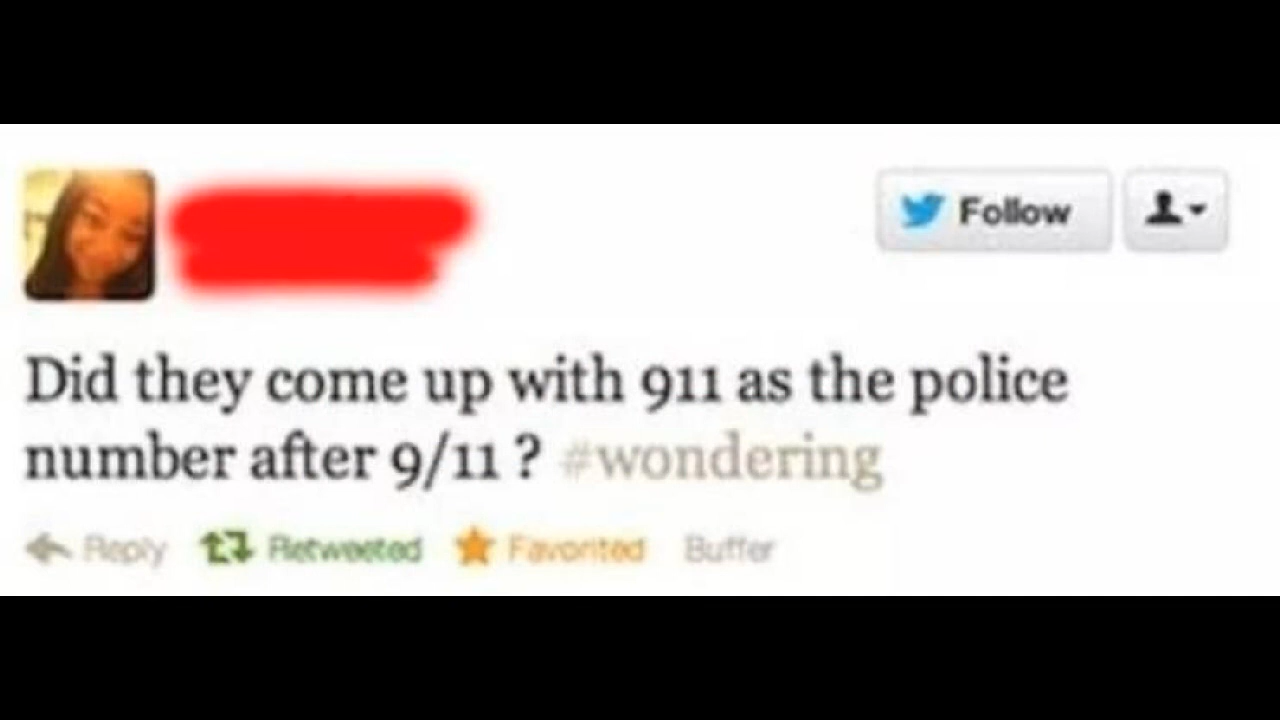 Follow
Did they come up with 911 as the police
number after 9/11 ? #wondering
Reply Retweeted Favorited Buffer